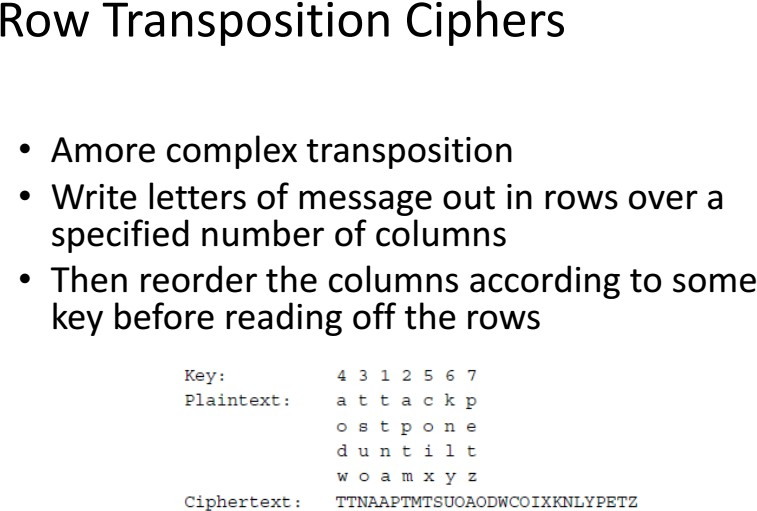 Row Transposition Ciphers
• Amore complex transposition
• Write letters of message out in rows over a
specified number of columns
• Then reorder the columns according to some
key before reading off the rows
Key: 4 3 1 2 5 6 7
Plaintext: a t t a c k p
o s t p o n e
d u n t i l t
w o a m x y z
Ciphertext: TTNAAPTMTSUOAODWCOIXKNLYPETZ